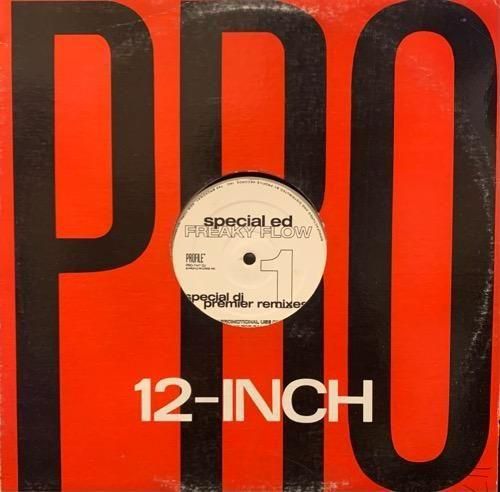 PRO
special ed
FREAKY FLOW
PROFILE
1
special dj
premier remixes
PROMOTIONAL USE
12-INCH